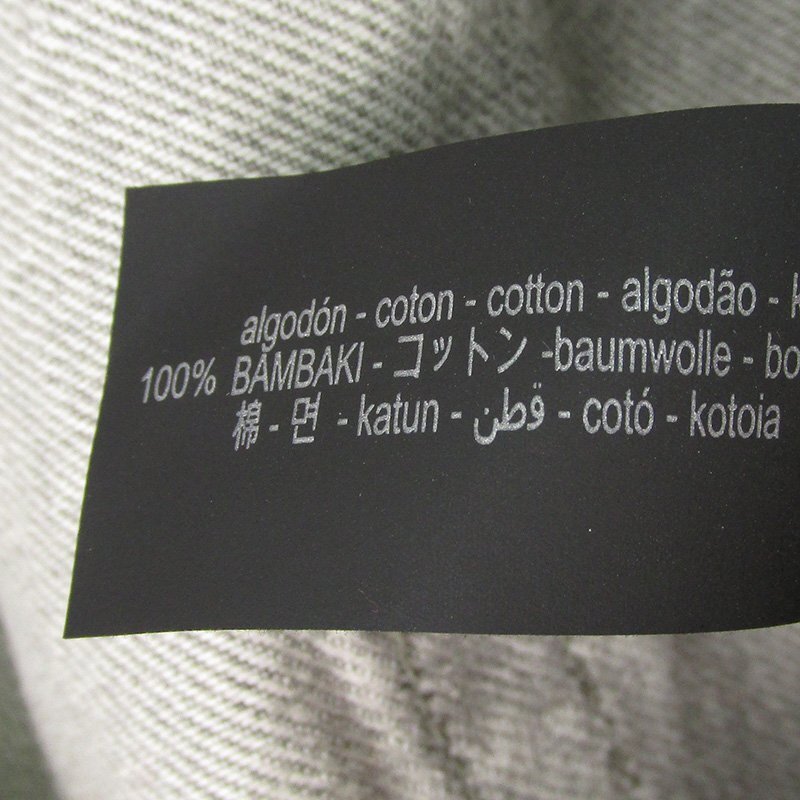 algodón - coton - cotton - algodão -
100% BAMBAKI - コットン -baumwolle -
棉 - 면 - katun - قطن - cotó - kotoia